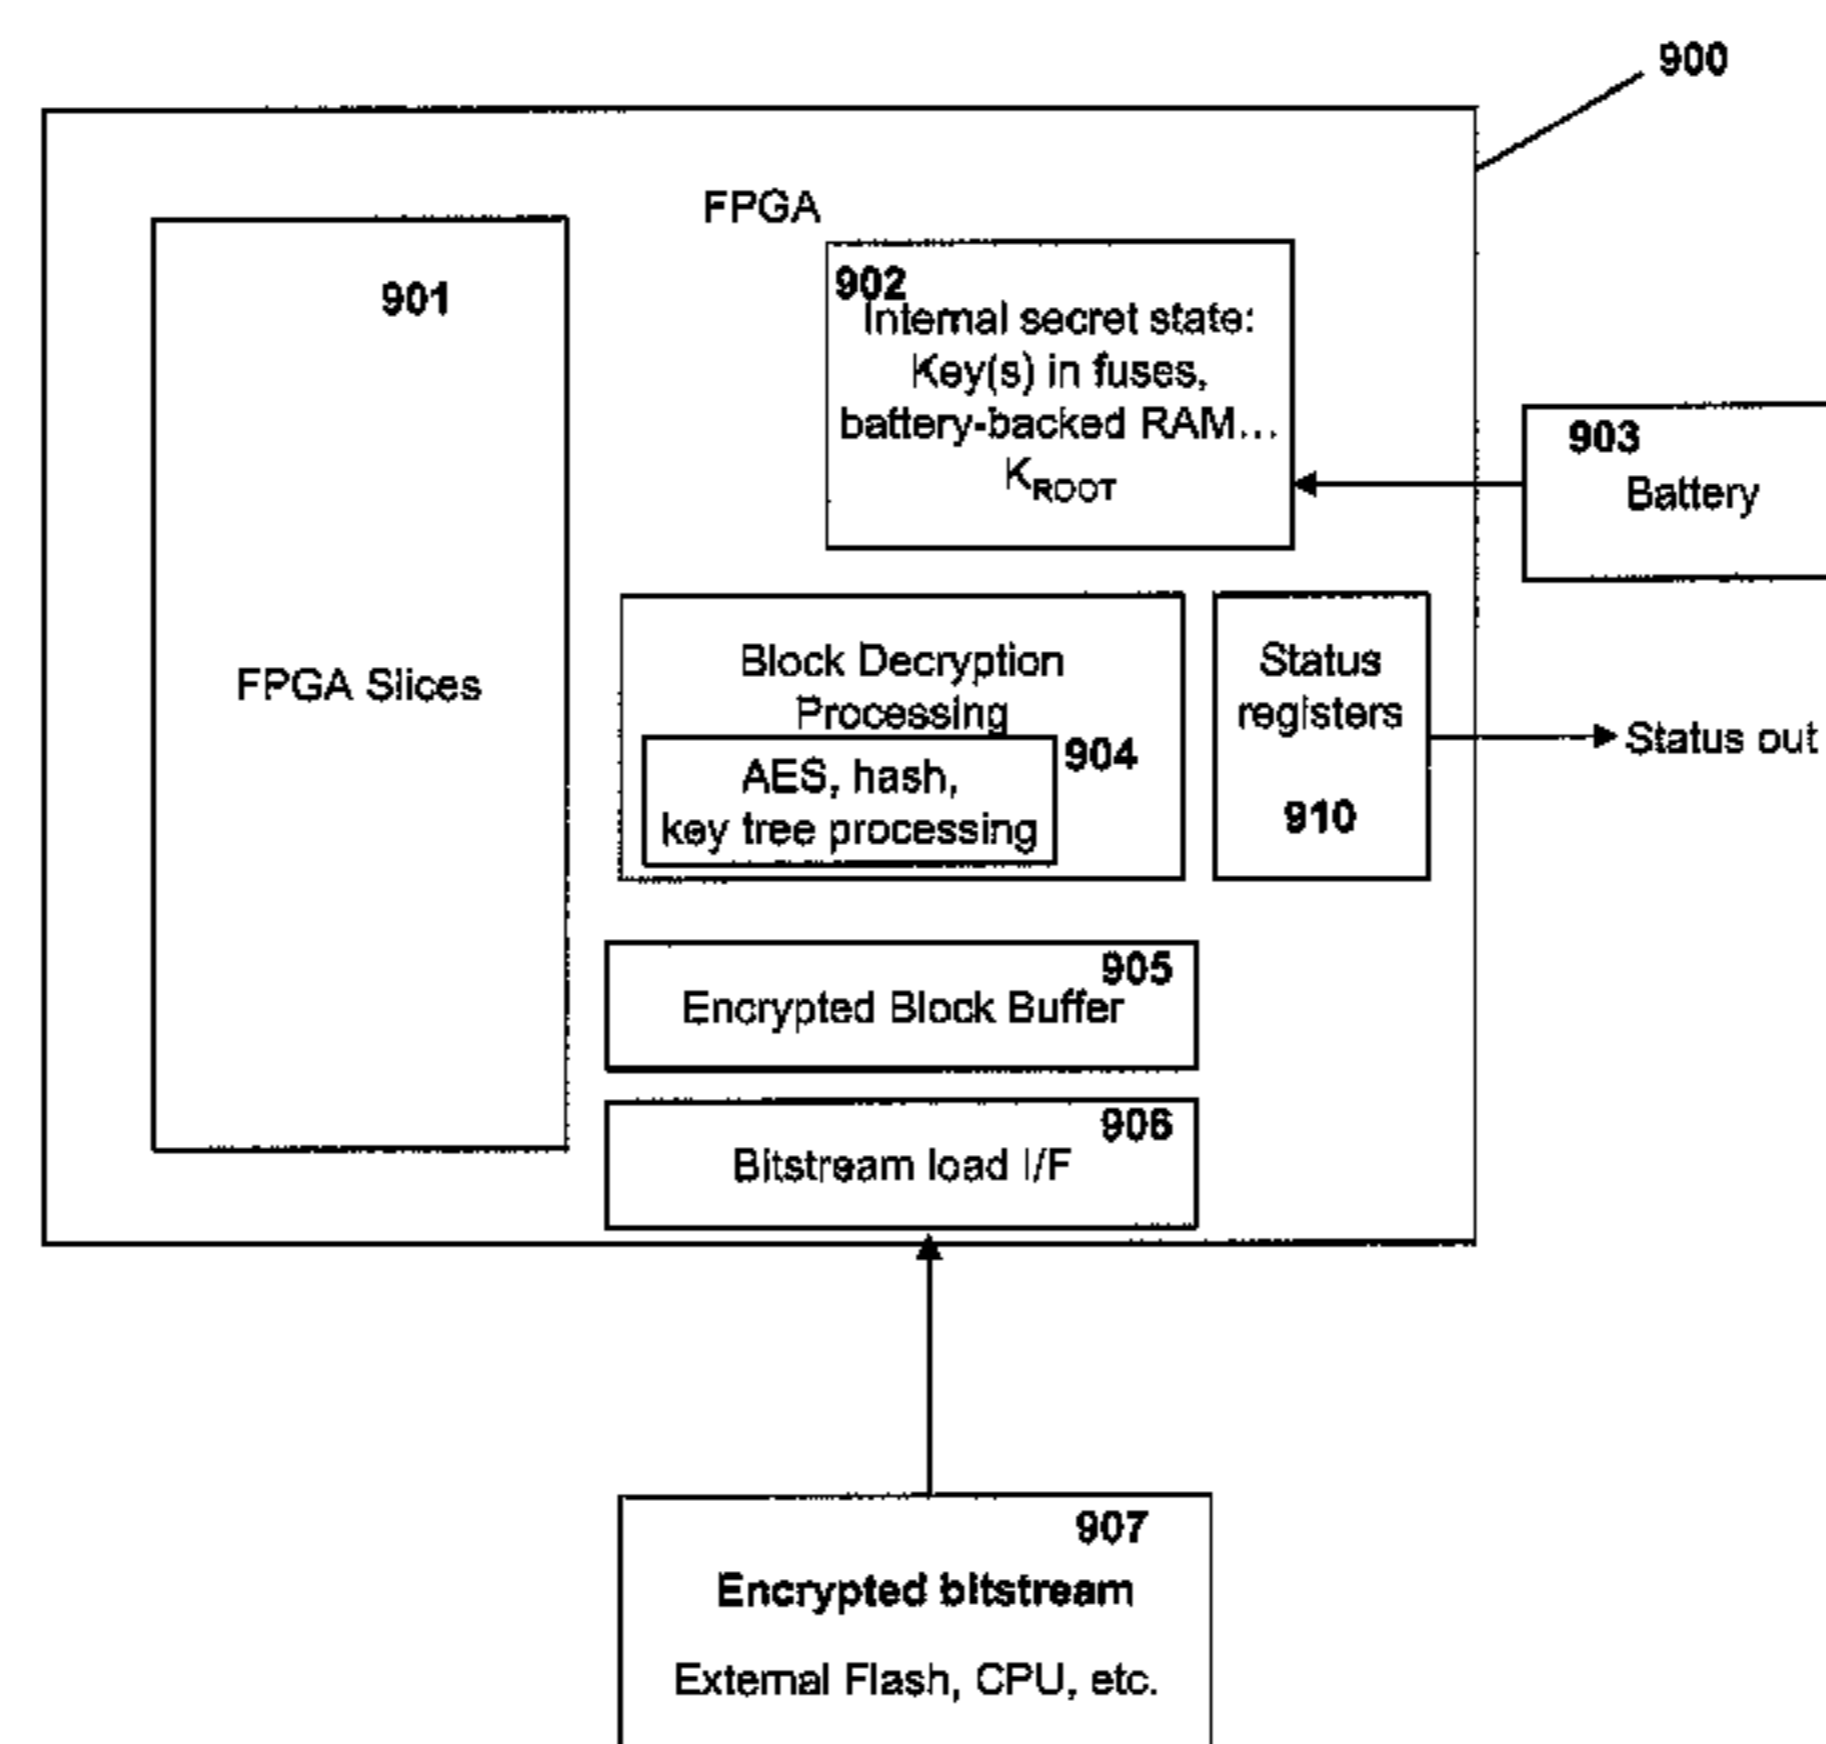 900
FPGA
901
FPGA Slices
902
Internal secret state:
Key(s) in fuses,
battery-backed RAM...
K_ROOT
903
Battery
Block Decryption
Processing
904
AES, hash,
key tree processing
Status
registers
910
Status out
905
Encrypted Block Buffer
906
Bitstream load I/F
907
Encrypted bitstream
External Flash, CPU, etc.